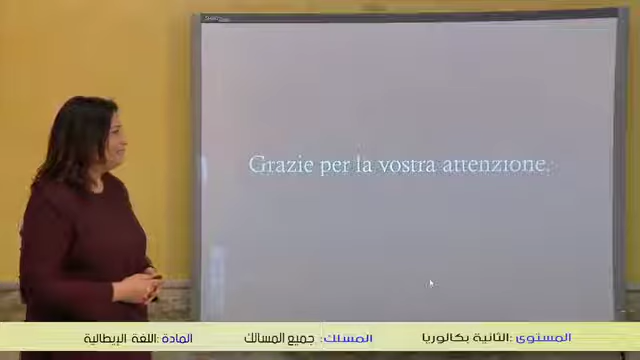 Grazie per la vostra attenzione.
المستوى :الثانية بكالوريا المسلك: جميع المسالك المادة :اللغة الإيطالية